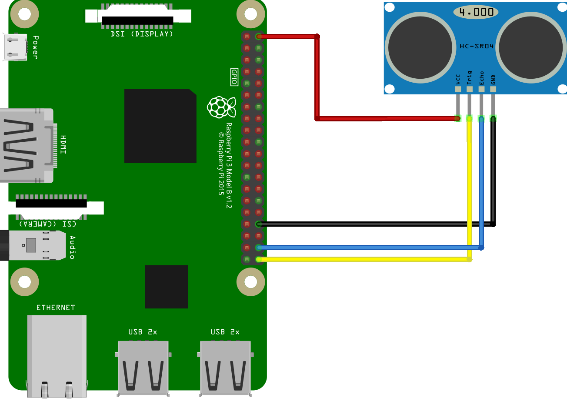 DSI (DISPLAY)
Power
GPIO
Raspberry Pi 3 Model B v1.2
© Raspberry Pi 2015
HDMI
CSI (CAMERA)
Audio
ETHERNET
USB 2x
USB 2x
4.000
HC-SR04
VCC
Trig
Echo
GND